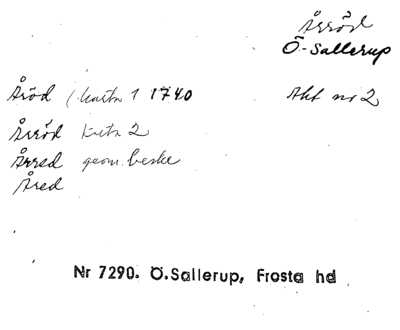 Årröd
Ö-Sallerup
Åröd (karta 1 1740 Akt nr 2
Årröd karta 2
Årred geom. beskr
Åred
Nr 7290. Ö.Sallerup, Frosta hd